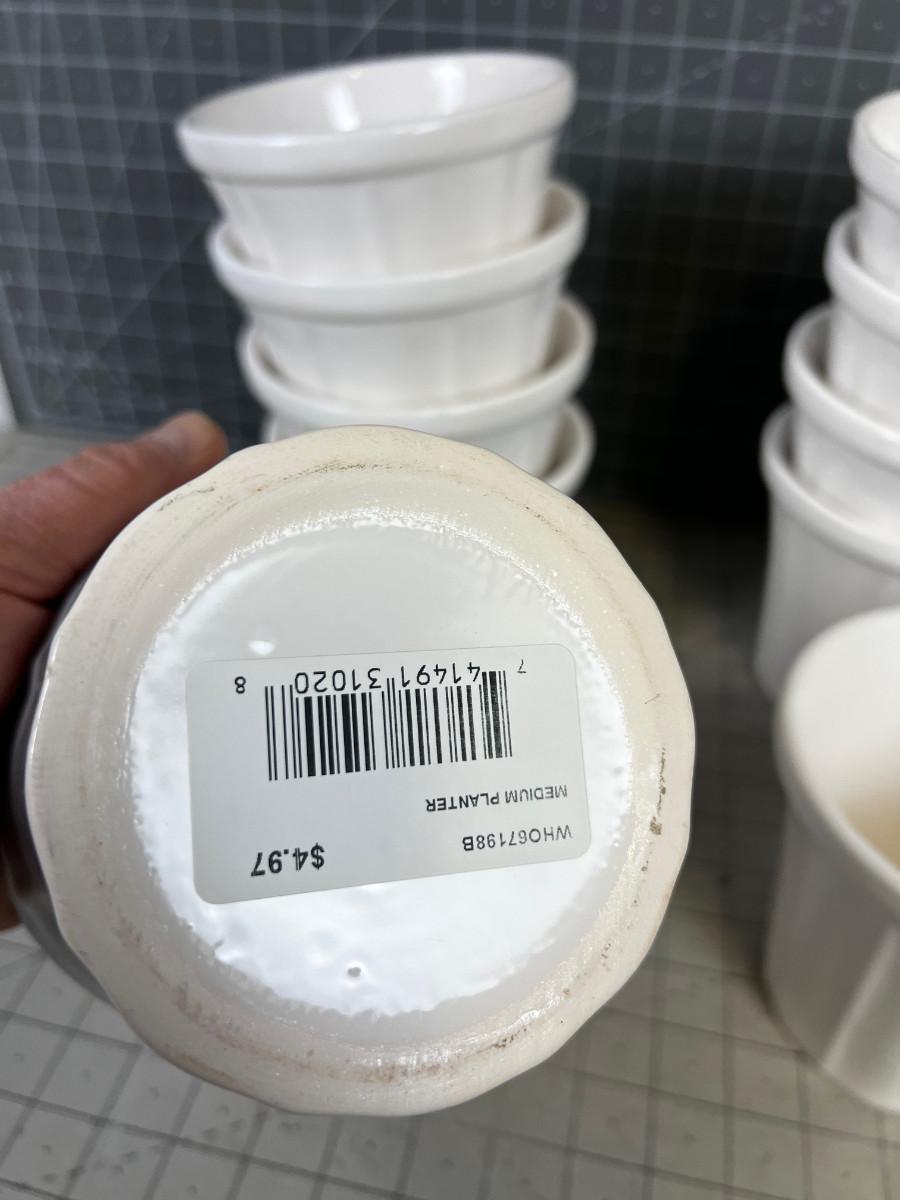 WHO67198B $4.97
MEDIUM PLANTER
7 41491 31020 8